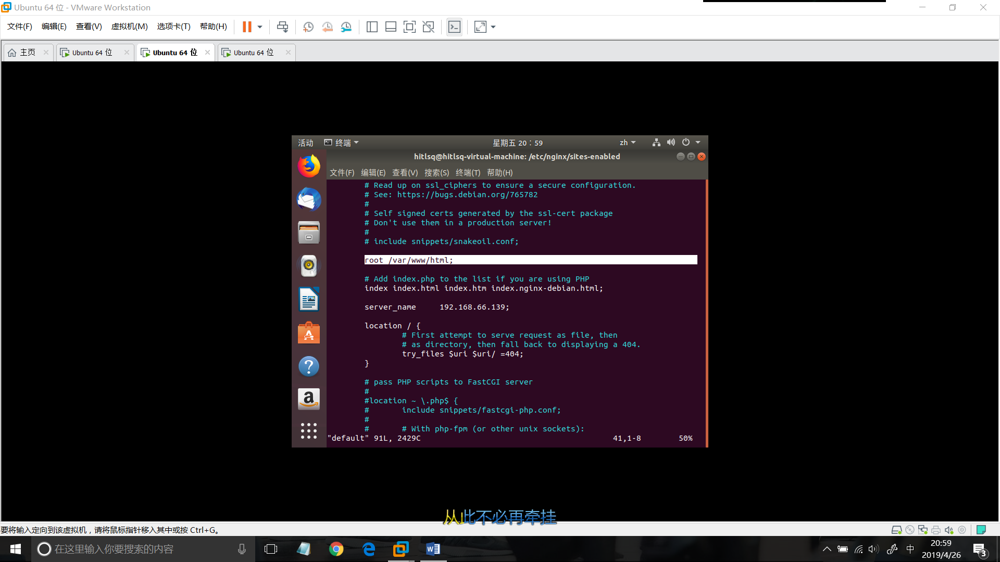 Ubuntu 64 位 - VMware Workstation
文件(F) 编辑(E) 查看(V) 虚拟机(M) 选项卡(T) 帮助(H)
主页 Ubuntu 64 位 Ubuntu 64 位 Ubuntu 64 位
活动 终端 星期五 20：59 zh
hitlsq@hitlsq-virtual-machine: /etc/nginx/sites-enabled
文件(F) 编辑(E) 查看(V) 搜索(S) 终端(T) 帮助(H)
# Read up on ssl_ciphers to ensure a secure configuration.
# See: https://bugs.debian.org/765782
#
# Self signed certs generated by the ssl-cert package
# Don't use them in a production server!
#
# include snippets/snakeoil.conf;
root /var/www/html;
# Add index.php to the list if you are using PHP
index index.html index.htm index.nginx-debian.html;
server_name     192.168.66.139;
location / {
# First attempt to serve request as file, then
# as directory, then fall back to displaying a 404.
try_files $uri $uri/ =404;
}
# pass PHP scripts to FastCGI server
#
#location ~ \.php$ {
#       include snippets/fastcgi-php.conf;
#
#       # With php-fpm (or other unix sockets):
"default" 91L, 2429C 41,1-8 50%
从此不必再牵挂
要将输入定向到该虚拟机，请将鼠标指针移入其中或按 Ctrl+G。
在这里输入你要搜索的内容
中
20:59
2019/4/26
3